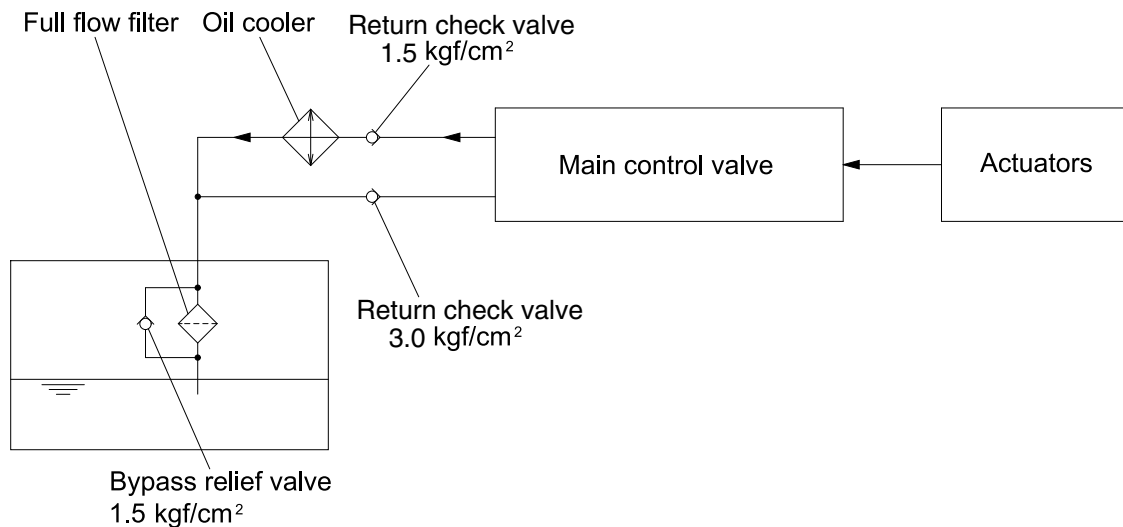 Full flow filter
Oil cooler
Return check valve
1.5 kgf/cm²
Main control valve
Actuators
Return check valve
3.0 kgf/cm²
Bypass relief valve
1.5 kgf/cm²